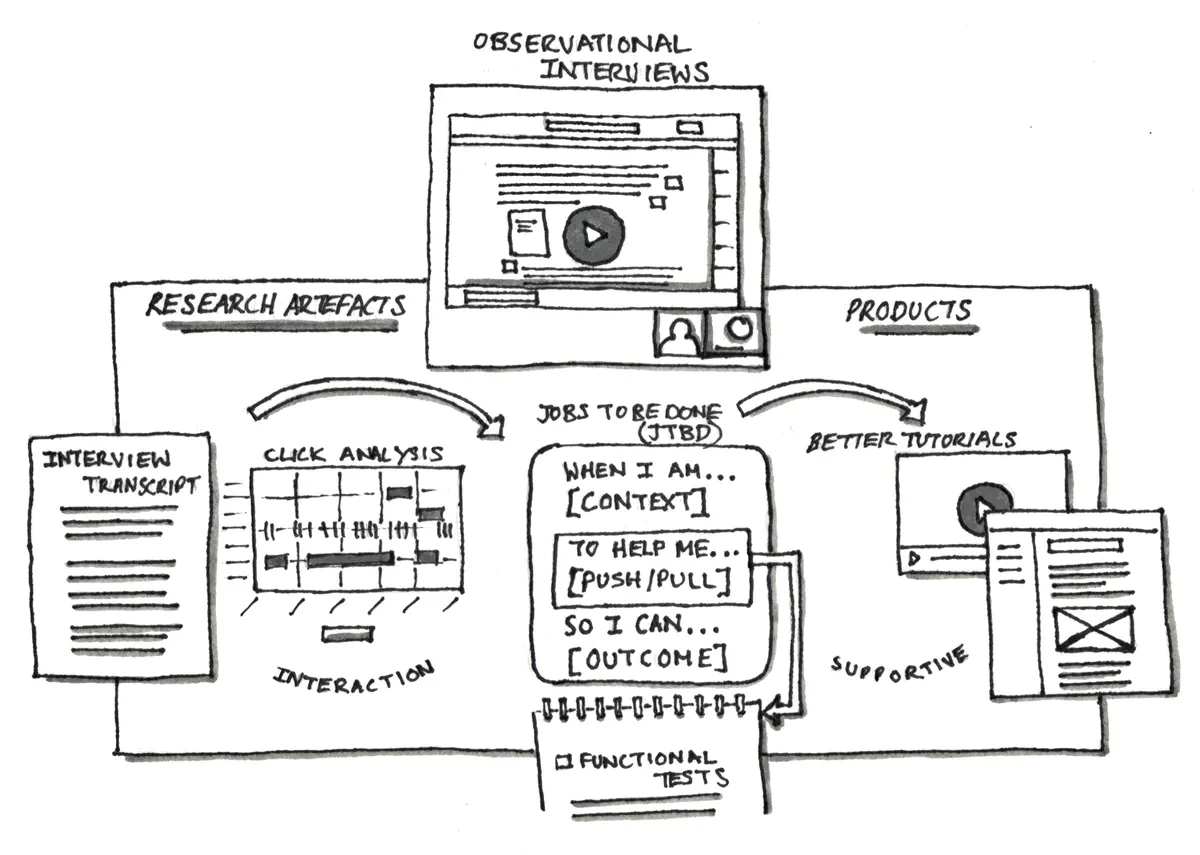 OBSERVATIONAL
INTERVIEWS
RESEARCH ARTEFACTS
PRODUCTS
INTERVIEW
TRANSCRIPT
CLICK ANALYSIS
INTERACTION
JOBS TO BE DONE
(JTBD)
WHEN I AM...
[CONTEXT]
TO HELP ME...
[PUSH/PULL]
SO I CAN...
[OUTCOME]
FUNCTIONAL
TESTS
BETTER TUTORIALS
SUPPORTIVE